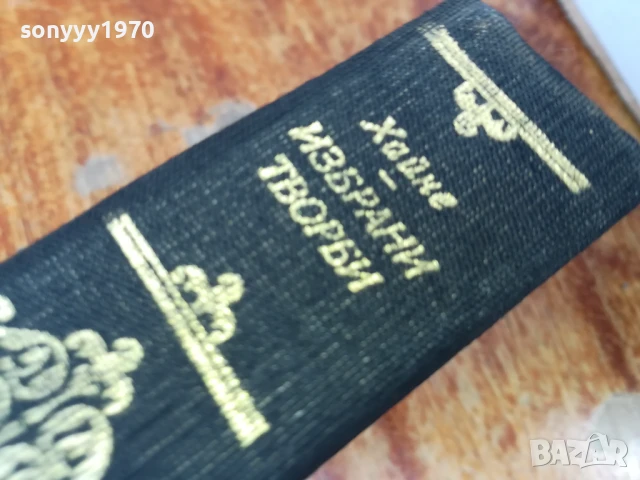 sonyyy1970
Хайне
ИЗБРАНИ
ТВОРБИ
BAZAR